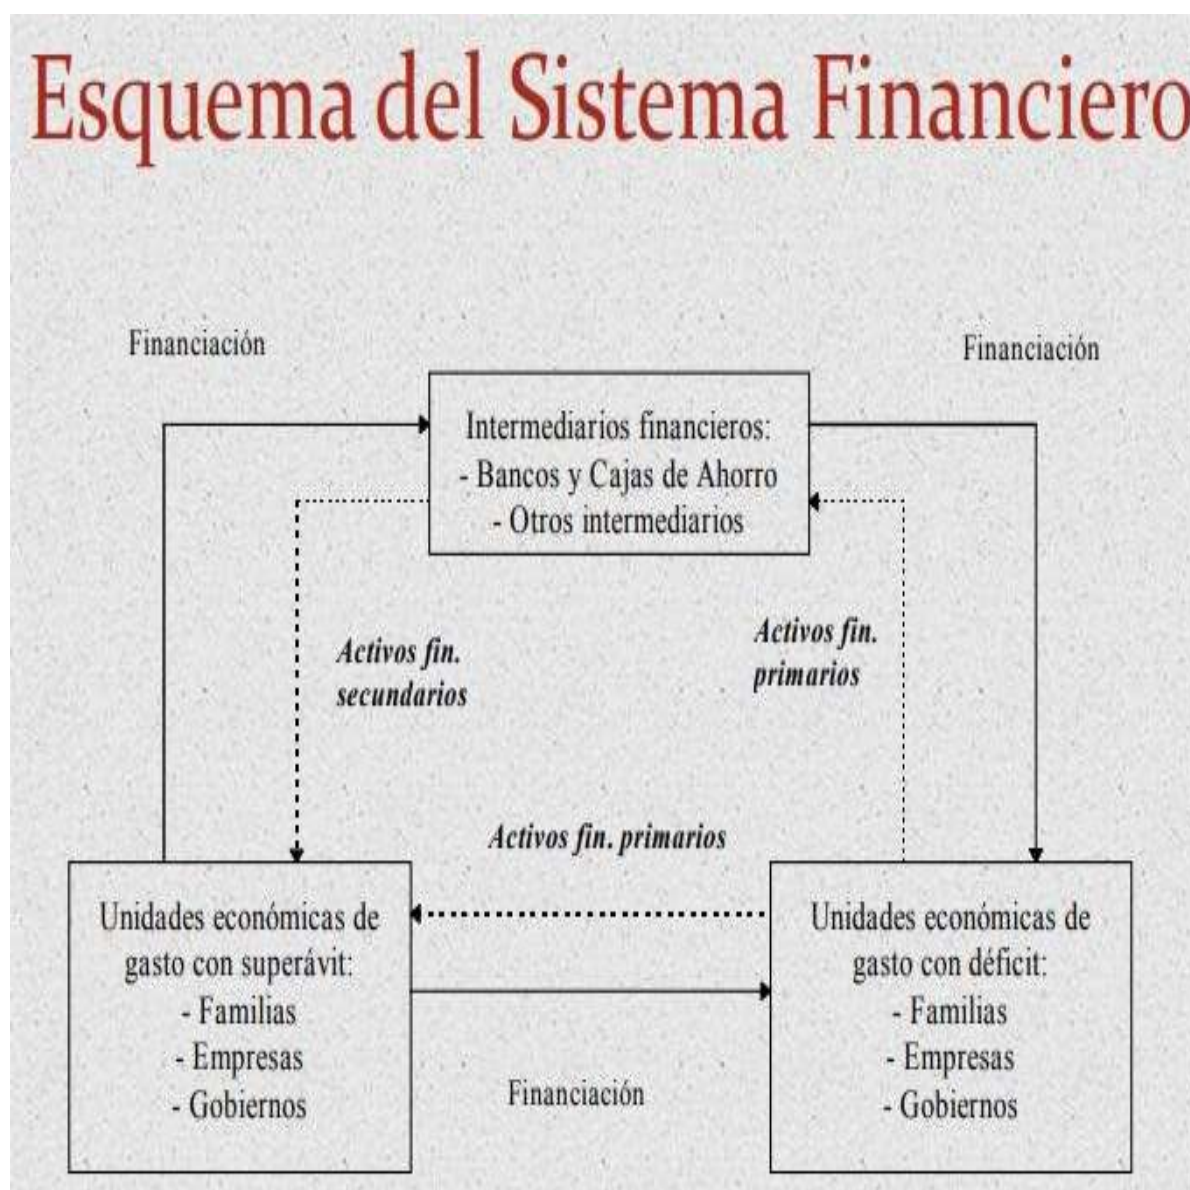 Esquema del Sistema Financiero
Financiación
Financiación
Intermediarios financieros:
- Bancos y Cajas de Ahorro
- Otros intermediarios
Activos fin.
secundarios
Activos fin.
primarios
Activos fin. primarios
Unidades económicas de
gasto con superávit:
- Familias
- Empresas
- Gobiernos
Financiación
Unidades económicas de
gasto con déficit:
- Familias
- Empresas
- Gobiernos